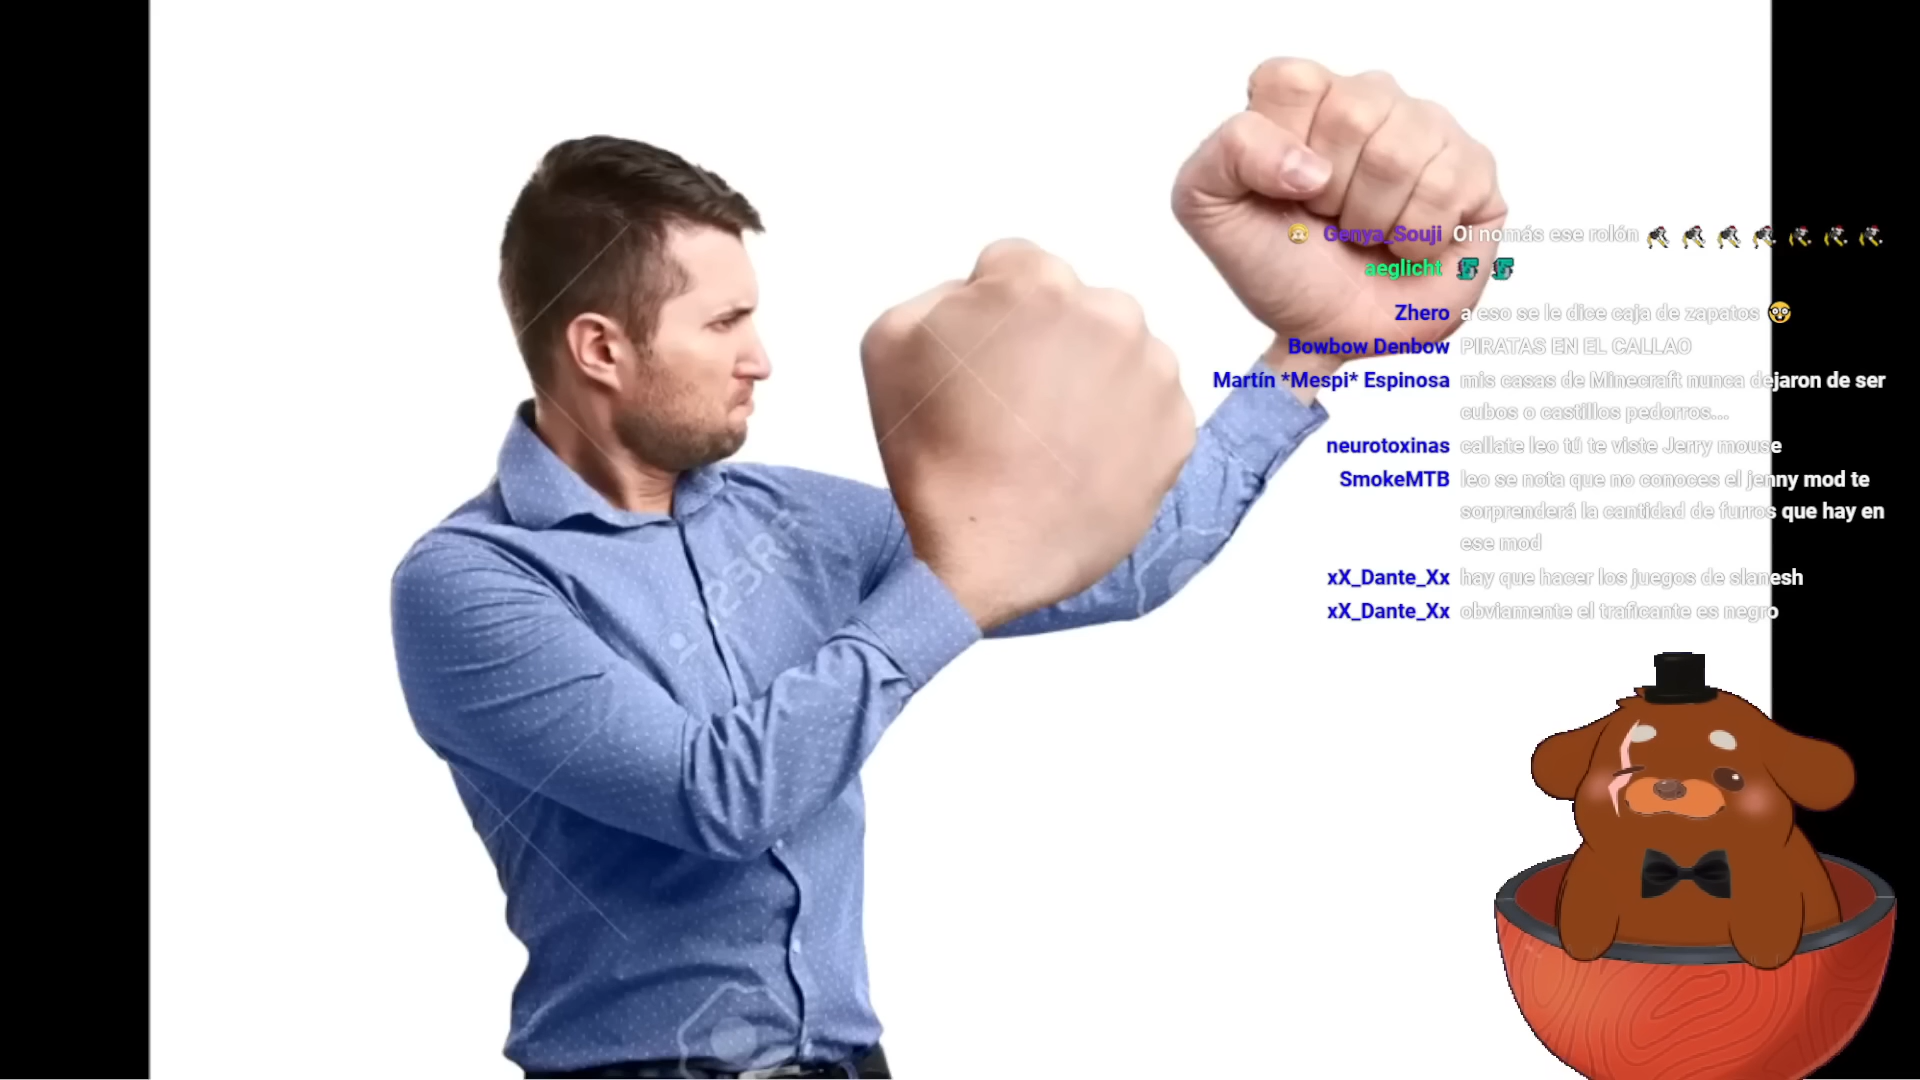 Genya_Souji Oi nomás ese rolón
aeglicht
Zhero a eso se le dice caja de zapatos
Bowbow Denbow PIRATAS EN EL CALLAO
Martín *Mespi* Espinosa mis casas de Minecraft nunca dejaron de ser
cubos o castillos pedorros...
neurotoxinas callate leo tú te viste Jerry mouse
SmokeMTB leo se nota que no conoces el jenny mod te
sorprenderá la cantidad de furros que hay en
ese mod
xX_Dante_Xx hay que hacer los juegos de slanesh
xX_Dante_Xx obviamente el traficante es negro
123RF